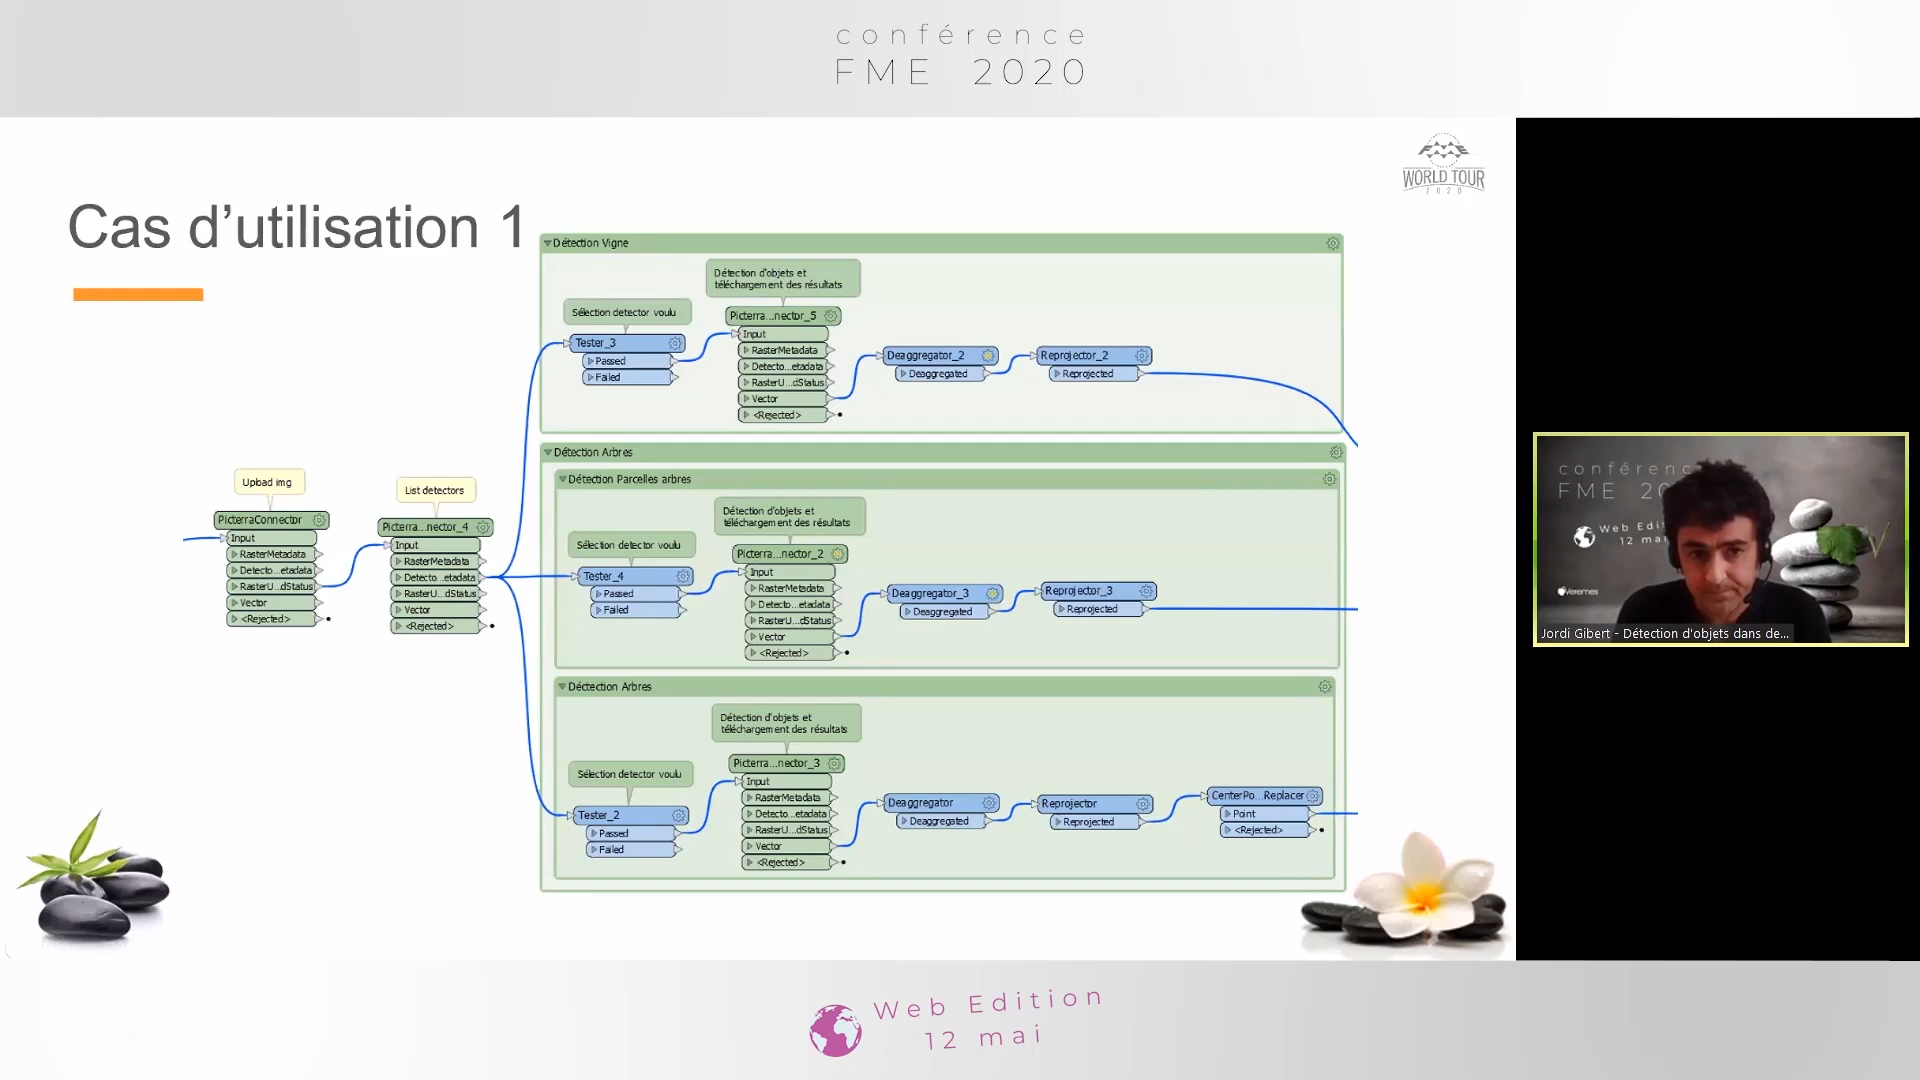 conférence
FME 2020
WORLD TOUR
2020
Cas d'utilisation 1
Upload img
PicterraConnector
Input
RasterMetadata
Detecto...etadata
RasterU...dStatus
Vector
<Rejected>
List detectors
Picterra...nector_4
Input
RasterMetadata
Detecto...etadata
RasterU...dStatus
Vector
<Rejected>
Détection Vigne
Sélection detector voulu
Tester_3
Passed
Failed
Détection d'objets et
téléchargement des résultats
Picterra...nector_5
Input
RasterMetadata
Detecto...etadata
RasterU...dStatus
Vector
<Rejected>
Deaggregator_2
Deaggregated
Reprojector_2
Reprojected
Détection Arbres
Détection Parcelles arbres
Sélection detector voulu
Tester_4
Passed
Failed
Détection d'objets et
téléchargement des résultats
Picterra...nector_2
Input
RasterMetadata
Detecto...etadata
RasterU...dStatus
Vector
<Rejected>
Deaggregator_3
Deaggregated
Reprojector_3
Reprojected
Déctection Arbres
Sélection detector voulu
Tester_2
Passed
Failed
Détection d'objets et
téléchargement des résultats
Picterra...nector_3
Input
RasterMetadata
Detecto...etadata
RasterU...dStatus
Vector
<Rejected>
Deaggregator
Deaggregated
Reprojector
Reprojected
CenterPo...Replacer
Point
<Rejected>
conférenc
FME 20
Web Edi
12 ma
Veremes
Jordi Gibert - Détection d'objets dans de...
Web Edition
12 mai